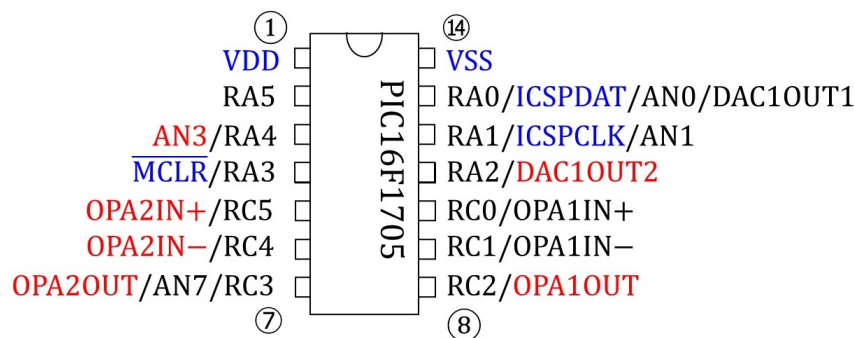 ① ⑭
VDD VSS
RA5 RA0/ICSPDAT/AN0/DAC1OUT1
AN3/RA4 RA1/ICSPCLK/AN1
MCLR/RA3 RA2/DAC1OUT2
OPA2IN+/RC5 RC0/OPA1IN+
OPA2IN−/RC4 RC1/OPA1IN−
OPA2OUT/AN7/RC3 RC2/OPA1OUT
⑦ ⑧
PIC16F1705